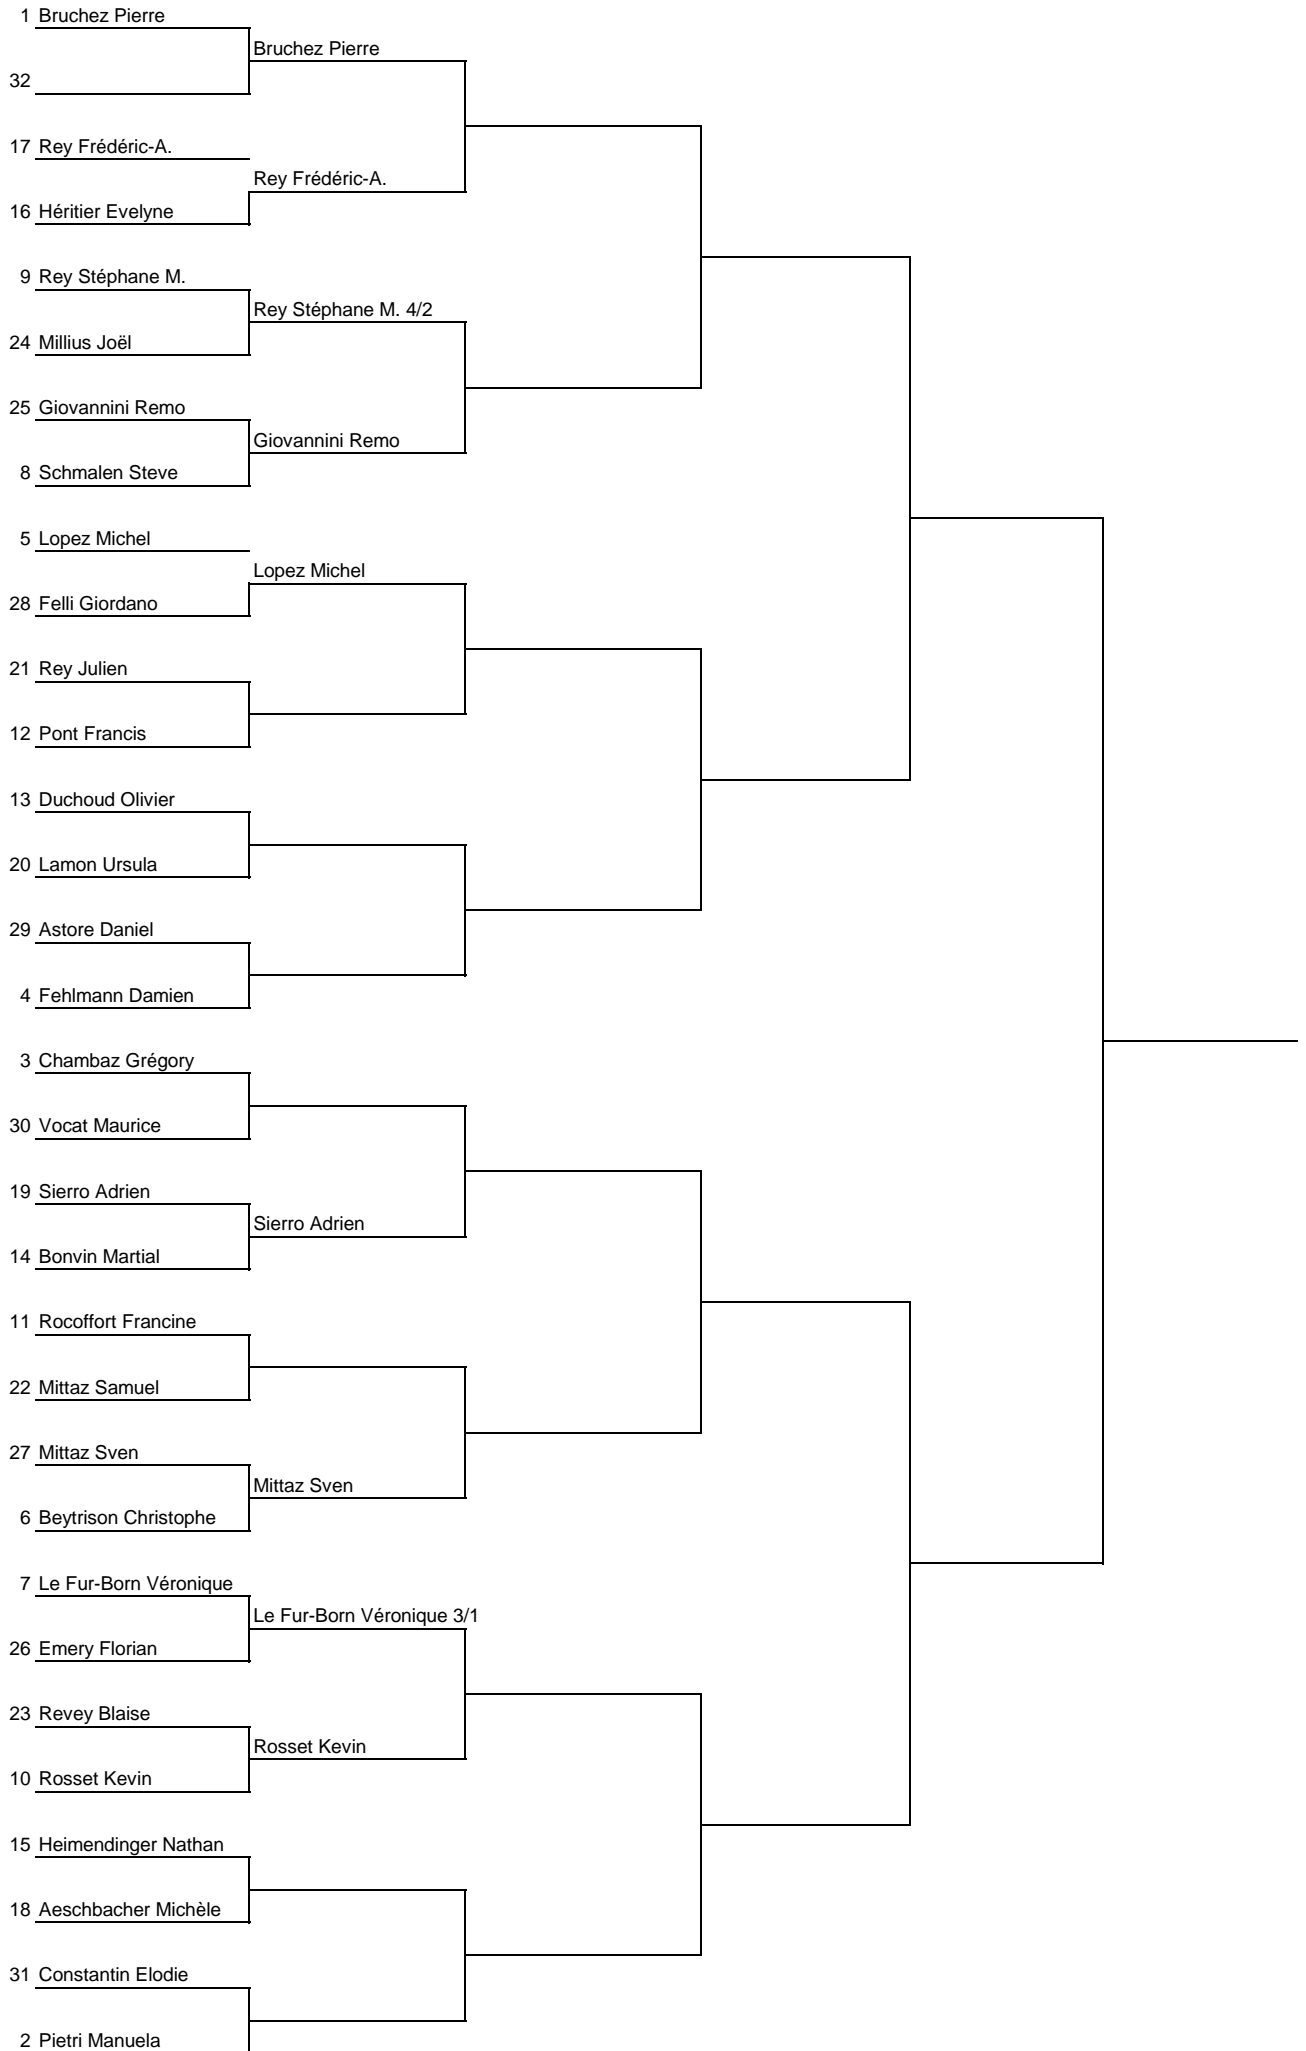 1 Bruchez Pierre
Bruchez Pierre
32
17 Rey Frédéric-A.
Rey Frédéric-A.
16 Héritier Evelyne
9 Rey Stéphane M.
Rey Stéphane M. 4/2
24 Millius Joël
25 Giovannini Remo
Giovannini Remo
8 Schmalen Steve
5 Lopez Michel
Lopez Michel
28 Felli Giordano
21 Rey Julien
12 Pont Francis
13 Duchoud Olivier
20 Lamon Ursula
29 Astore Daniel
4 Fehlmann Damien
3 Chambaz Grégory
30 Vocat Maurice
19 Sierro Adrien
Sierro Adrien
14 Bonvin Martial
11 Rocoffort Francine
22 Mittaz Samuel
27 Mittaz Sven
Mittaz Sven
6 Beytrison Christophe
7 Le Fur-Born Véronique
Le Fur-Born Véronique 3/1
26 Emery Florian
23 Revey Blaise
Rosset Kevin
10 Rosset Kevin
15 Heimendinger Nathan
18 Aeschbacher Michèle
31 Constantin Elodie
2 Pietri Manuela